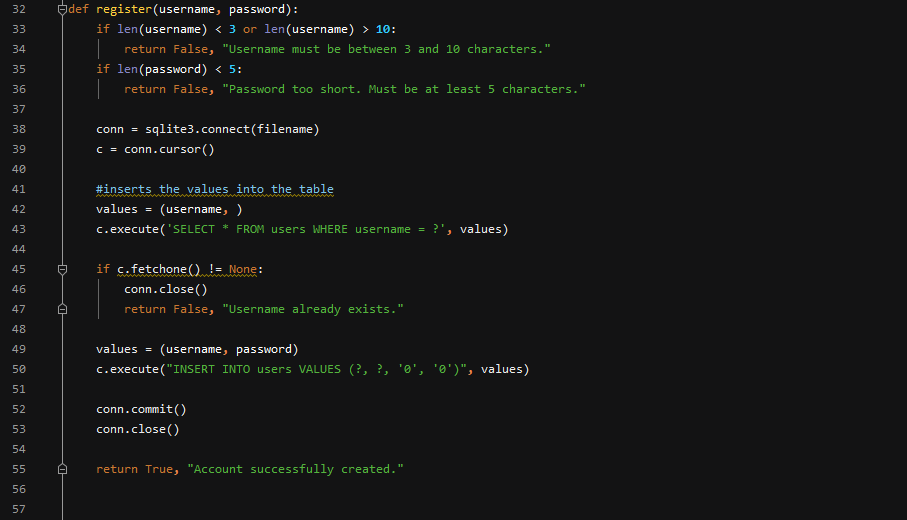 32 def register(username, password):
33     if len(username) < 3 or len(username) > 10:
34         return False, "Username must be between 3 and 10 characters."
35     if len(password) < 5:
36         return False, "Password too short. Must be at least 5 characters."
37
38     conn = sqlite3.connect(filename)
39     c = conn.cursor()
40
41     #inserts the values into the table
42     values = (username, )
43     c.execute('SELECT * FROM users WHERE username = ?', values)
44
45     if c.fetchone() != None:
46         conn.close()
47         return False, "Username already exists."
48
49     values = (username, password)
50     c.execute("INSERT INTO users VALUES (?, ?, '0', '0')", values)
51
52     conn.commit()
53     conn.close()
54
55     return True, "Account successfully created."
56
57